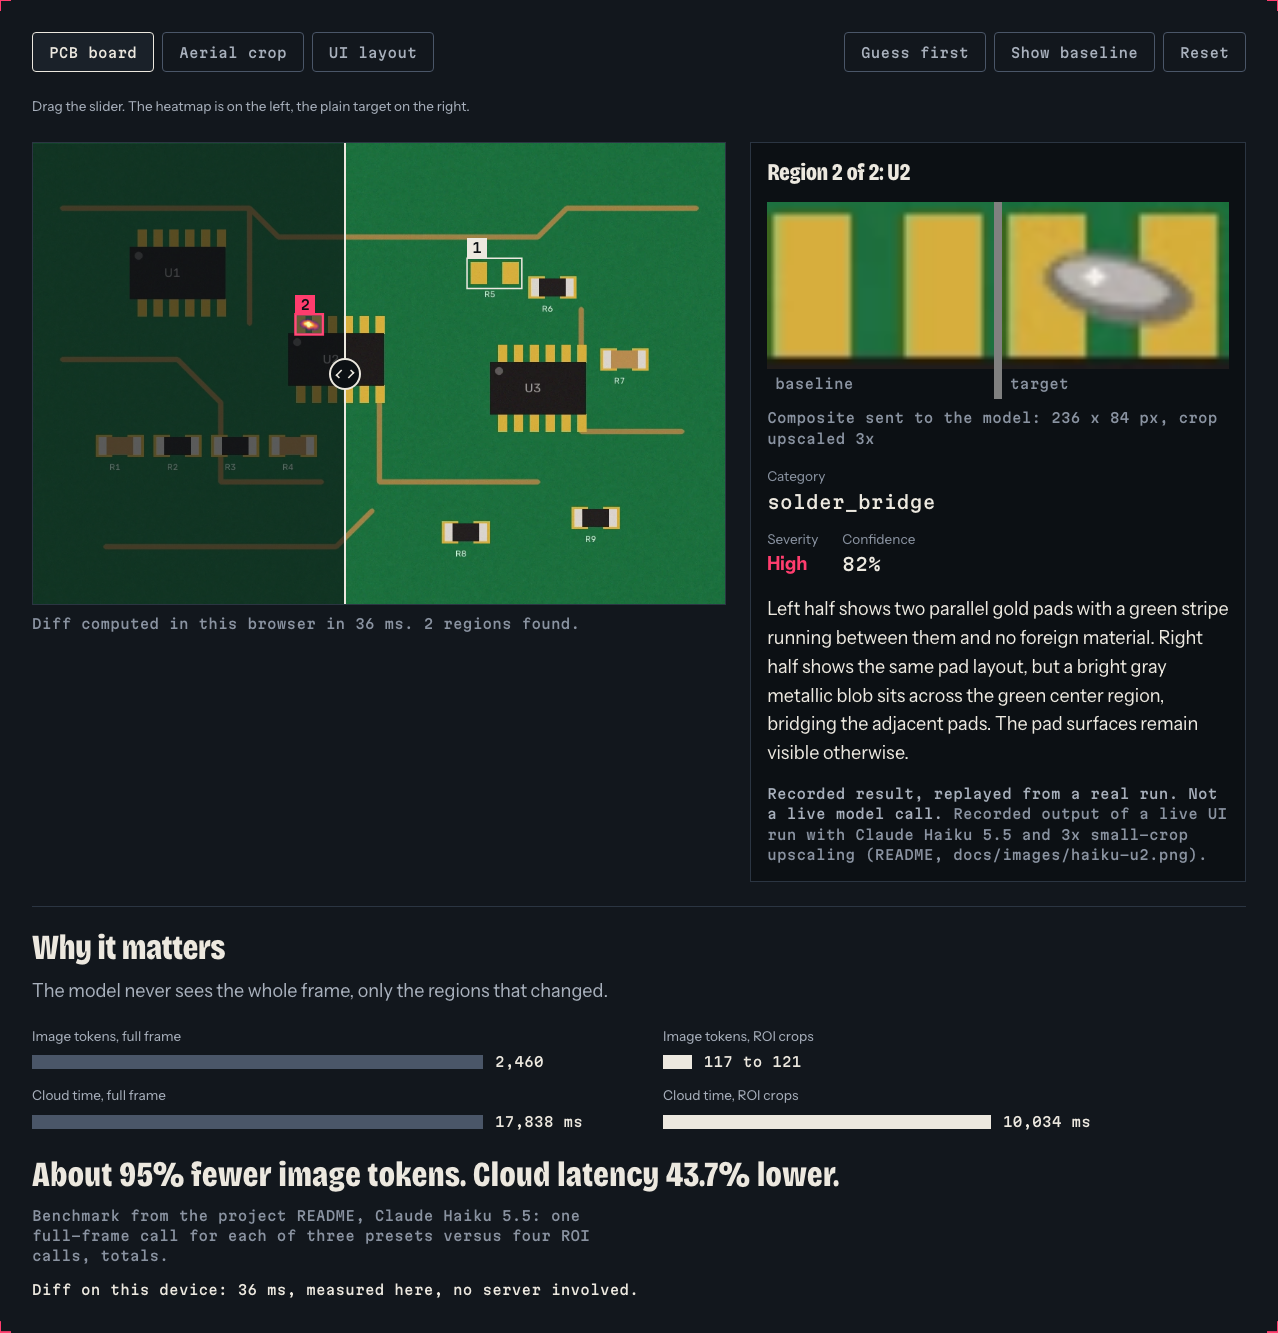 PCB board
Aerial crop
UI layout
Guess first
Show baseline
Reset
Drag the slider. The heatmap is on the left, the plain target on the right.
U1
2
U2
1
R5
R6
R7
U3
R1
R2
R3
R4
R8
R9
Diff computed in this browser in 36 ms. 2 regions found.
Region 2 of 2: U2
baseline
target
Composite sent to the model: 236 x 84 px, crop
upscaled 3x
Category
solder_bridge
Severity
Confidence
High
82%
Left half shows two parallel gold pads with a green stripe
running between them and no foreign material. Right
half shows the same pad layout, but a bright gray
metallic blob sits across the green center region,
bridging the adjacent pads. The pad surfaces remain
visible otherwise.
Recorded result, replayed from a real run. Not
a live model call. Recorded output of a live UI
run with Claude Haiku 5.5 and 3x small-crop
upscaling (README, docs/images/haiku-u2.png).
Why it matters
The model never sees the whole frame, only the regions that changed.
Image tokens, full frame
2,460
Image tokens, ROI crops
117 to 121
Cloud time, full frame
17,838 ms
Cloud time, ROI crops
10,034 ms
About 95% fewer image tokens. Cloud latency 43.7% lower.
Benchmark from the project README, Claude Haiku 5.5: one
full-frame call for each of three presets versus four ROI
calls, totals.
Diff on this device: 36 ms, measured here, no server involved.